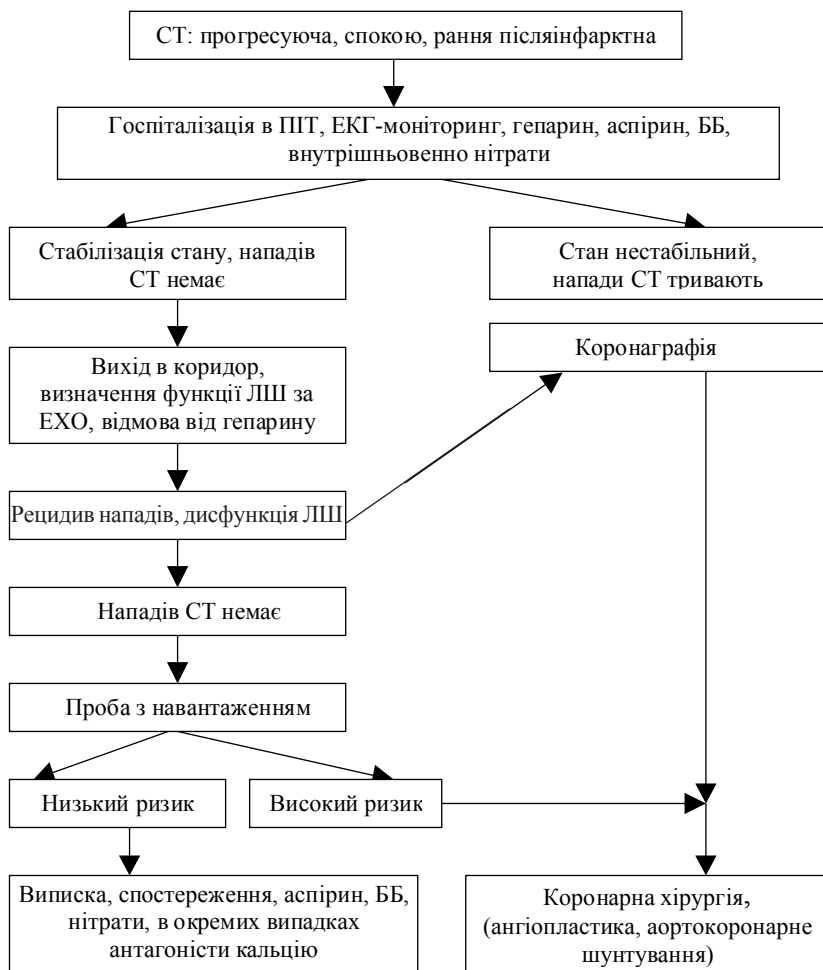 СТ: прогресуюча, спокою, рання післяінфарктна
Госпіталізація в ПІТ, ЕКГ-моніторинг, гепарин, аспірин, ББ,
внутрішньовенно нітрати
Стабілізація стану, нападів
СТ немає
Стан нестабільний,
напади СТ тривають
Вихід в коридор,
визначення функції ЛШ за
ЕХО, відмова від гепарину
Коронаграфія
Рецидив нападів, дисфункція ЛШ
Нападів СТ немає
Проба з навантаженням
Низький ризик
Високий ризик
Виписка, спостереження, аспірин, ББ,
нітрати, в окремих випадках
антагоністи кальцію
Коронарна хірургія,
(ангіопластика, аортокоронарне
шунтування)